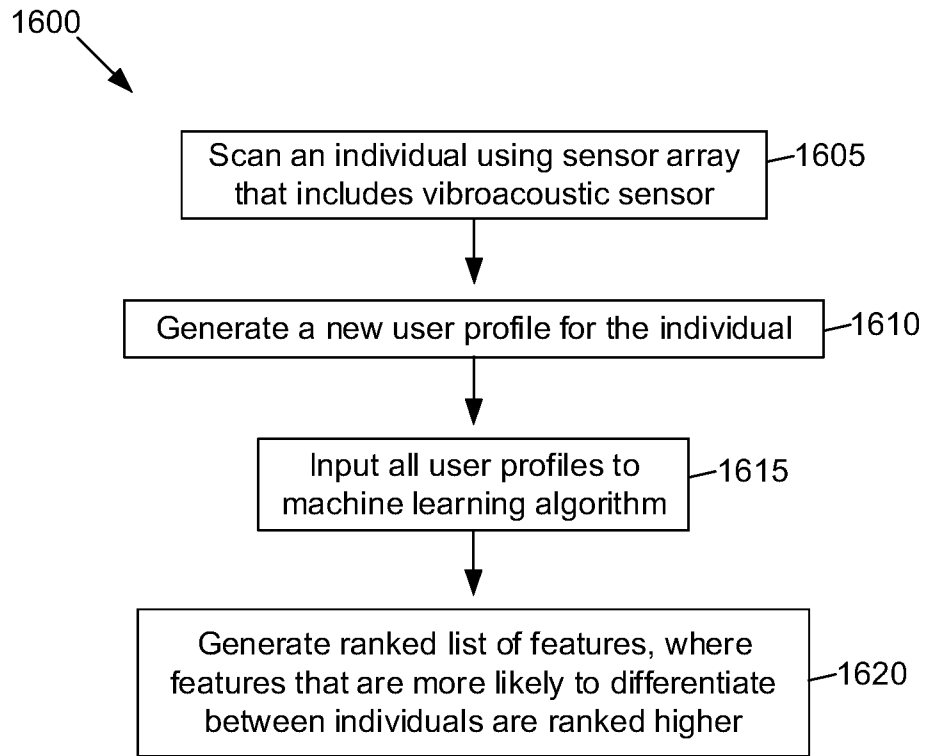 1600
Scan an individual using sensor array
that includes vibroacoustic sensor
1605
Generate a new user profile for the individual
1610
Input all user profiles to
machine learning algorithm
1615
Generate ranked list of features, where
features that are more likely to differentiate
between individuals are ranked higher
1620